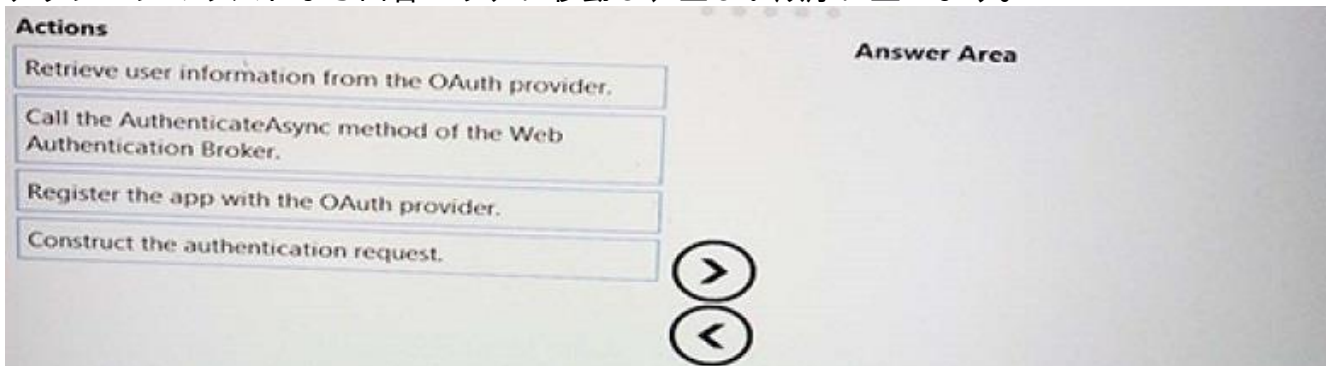 Actions
Answer Area
Retrieve user information from the OAuth provider.
Call the AuthenticateAsync method of the Web
Authentication Broker.
Register the app with the OAuth provider.
Construct the authentication request.